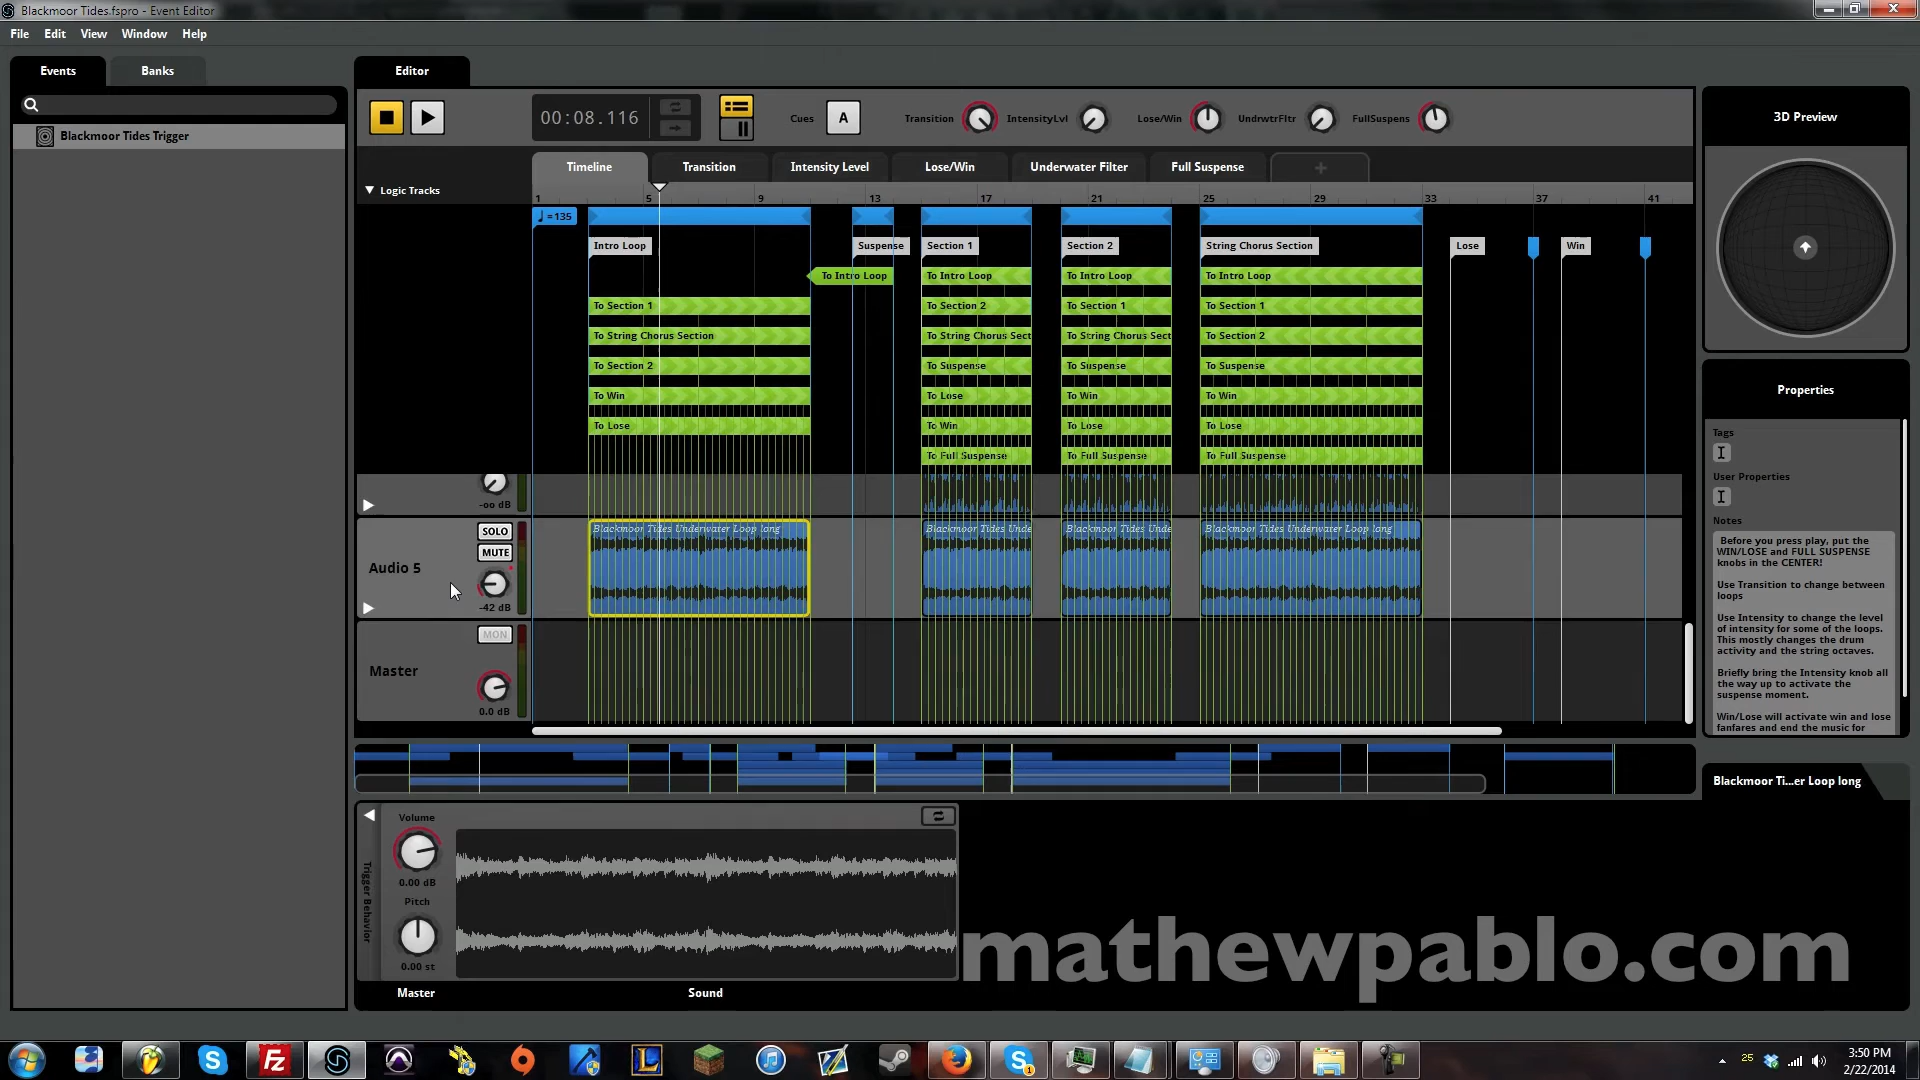 Blackmoor Tides.fspro - Event Editor
File Edit View Window Help
Events Banks
Blackmoor Tides Trigger
Editor
00:08.116
Cues A Transition IntensityLvl Lose/Win UndrwtrFltr FullSuspens
Timeline Transition Intensity Level Lose/Win Underwater Filter Full Suspense +
Logic Tracks
1 5 9 13 17 21 25 29 33 37 41
=135
Intro Loop Suspense Section 1 Section 2 String Chorus Section Lose Win
To Intro Loop To Intro Loop To Intro Loop To Intro Loop
To Section 1 To Section 2 To Section 1 To Section 1
To String Chorus Section To String Chorus Sect To String Chorus Sect To Section 2
To Section 2 To Suspense To Suspense To Suspense
To Win To Lose To Win To Win
To Lose To Win To Lose To Lose
To Full Suspense To Full Suspense To Full Suspense
-oo dB
Audio 5
SOLO
MUTE
-42 dB
Blackmoor Tides Underwater Loop long Blackmoor Tides Unde Blackmoor Tides Unde Blackmoor Tides Underwater Loop long
Master
MON
0.0 dB
3D Preview
Properties
Tags
User Properties
Notes
Before you press play, put the
WIN/LOSE and FULL SUSPENSE
knobs in the CENTER!
Use Transition to change between
loops
Use Intensity to change the level
of intensity for some of the loops.
This mostly changes the drum
activity and the string octaves.
Briefly bring the Intensity knob all
the way up to activate the
suspense moment.
Win/Lose will activate win and lose
fanfares and end the music for
Blackmoor Ti...er Loop long
Trigger Behavior
Volume
0.00 dB
Pitch
0.00 st
Master Sound
mathewpablo.com
25
3:50 PM
2/22/2014